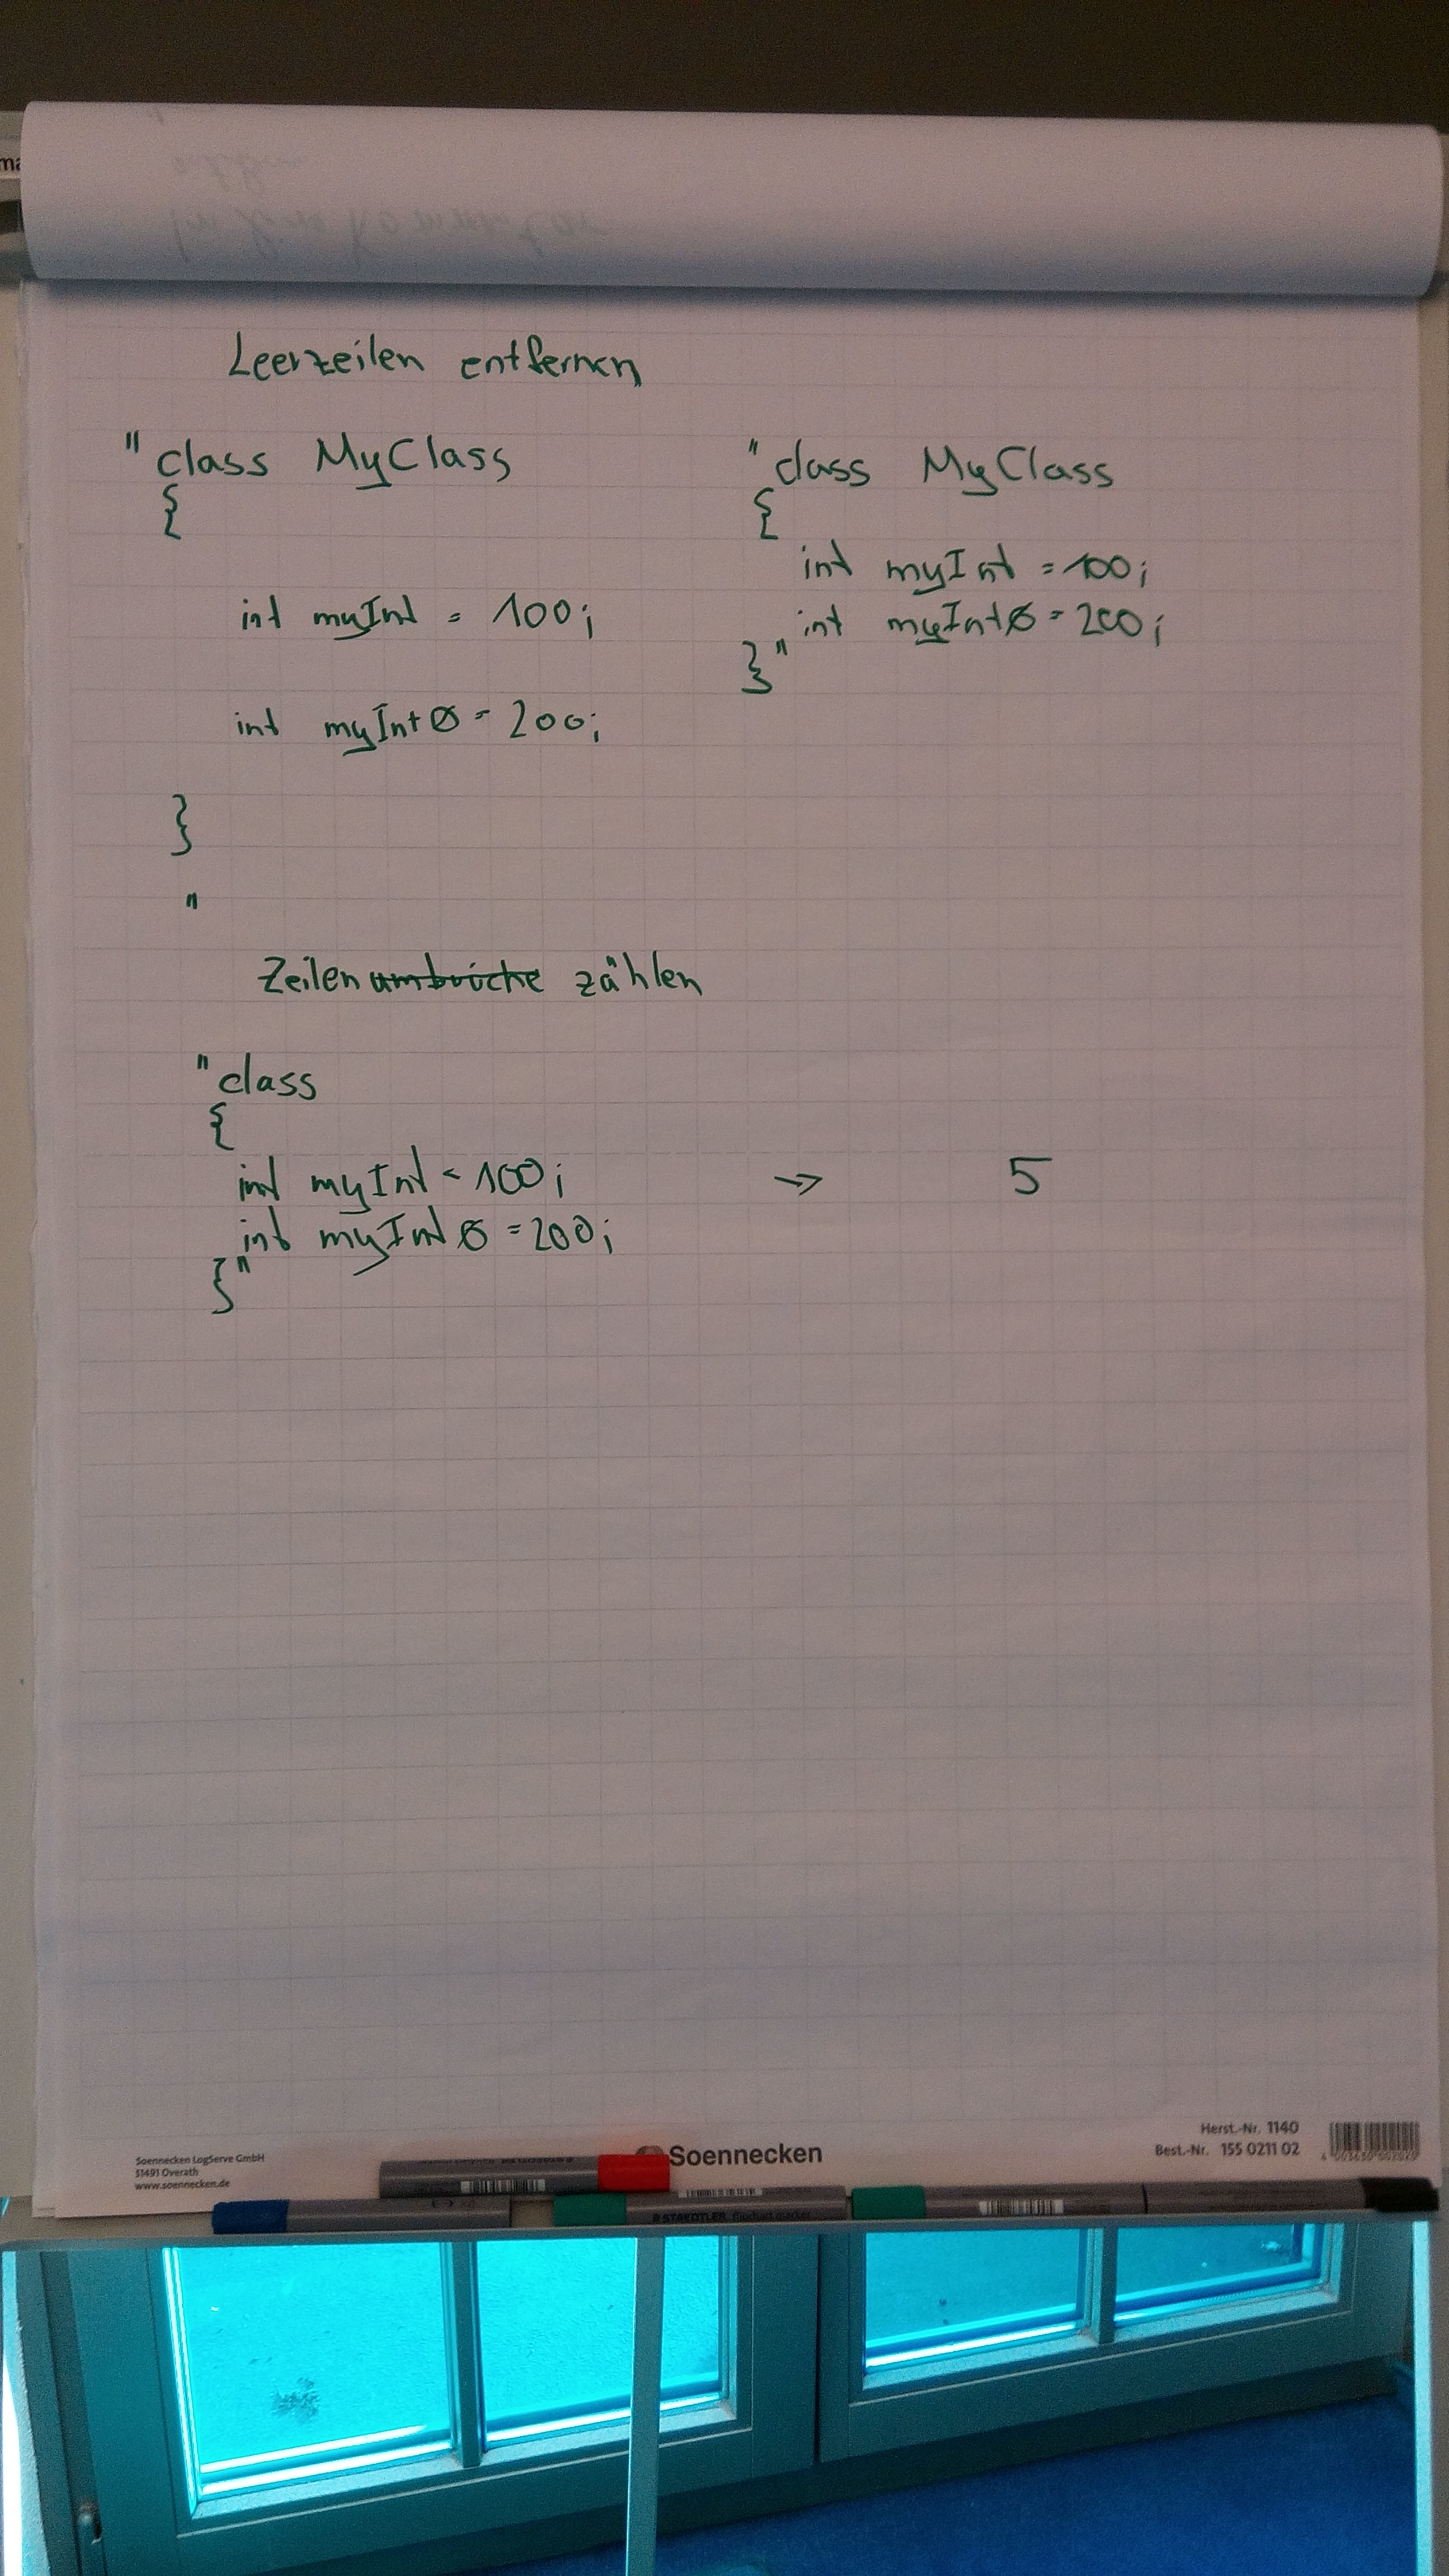 Leerzeilen entfernen
"class MyClass
{
int myInt = 100;
int myInt0 = 200;
}
"
"class MyClass
{
int myInt = 100;
int myInt0 = 200;
}"
Zeilenumbrüche zählen
"class
{
int myInt = 100;
int myInt0 = 200;
}"
→ 5
Soennecken LogServe GmbH
51491 Overath
www.soennecken.de
Soennecken
Herst.-Nr. 1140
Best.-Nr. 155 0211 02
STAEDTLER